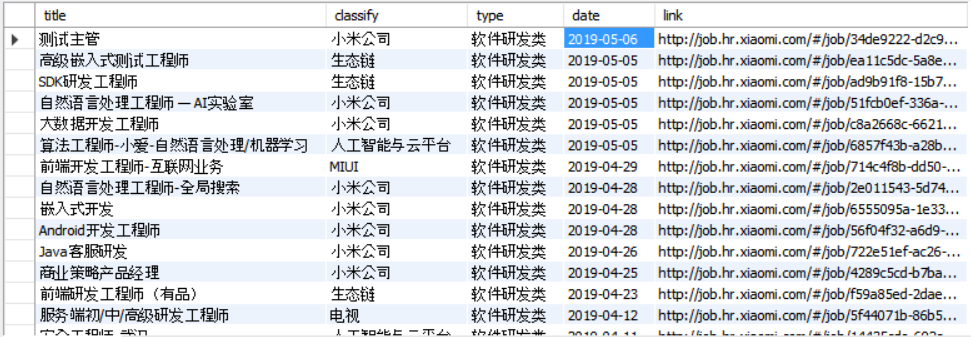 title classify type date link
测试主管 小米公司 软件研发类 2019-05-06 http://job.hr.xiaomi.com/#/job/34de9222-d2c9...
高级嵌入式测试工程师 生态链 软件研发类 2019-05-05 http://job.hr.xiaomi.com/#/job/ea11c5dc-5a8e...
SDK研发工程师 生态链 软件研发类 2019-05-05 http://job.hr.xiaomi.com/#/job/ad9b91f8-15b7...
自然语言处理工程师 — AI实验室 小米公司 软件研发类 2019-05-05 http://job.hr.xiaomi.com/#/job/51fcb0ef-336a-...
大数据开发工程师 小米公司 软件研发类 2019-05-05 http://job.hr.xiaomi.com/#/job/c8a2668c-6621...
算法工程师-小爱-自然语言处理/机器学习 人工智能与云平台 软件研发类 2019-05-05 http://job.hr.xiaomi.com/#/job/6857f43b-a28b...
前端开发工程师-互联网业务 MIUI 软件研发类 2019-04-29 http://job.hr.xiaomi.com/#/job/714c4f8b-dd50-...
自然语言处理工程师-全局搜索 小米公司 软件研发类 2019-04-28 http://job.hr.xiaomi.com/#/job/2e011543-5d74...
嵌入式开发 小米公司 软件研发类 2019-04-28 http://job.hr.xiaomi.com/#/job/6555095a-1e33...
Android开发工程师 小米公司 软件研发类 2019-04-28 http://job.hr.xiaomi.com/#/job/56f04f32-a6d9-...
Java客服研发 小米公司 软件研发类 2019-04-26 http://job.hr.xiaomi.com/#/job/722e51ef-ac26-...
商业策略产品经理 小米公司 软件研发类 2019-04-25 http://job.hr.xiaomi.com/#/job/4289c5cd-b7ba...
前端研发工程师（有品） 生态链 软件研发类 2019-04-23 http://job.hr.xiaomi.com/#/job/f59a85ed-2dae...
服务端初/中/高级研发工程师 电视 软件研发类 2019-04-12 http://job.hr.xiaomi.com/#/job/5f44071b-86b5...
安全工程师-武汉 人工智能与云平台 软件研发类 2019-04-11